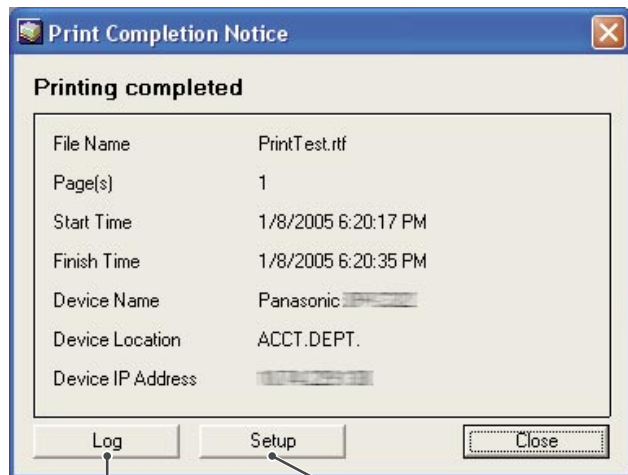 Print Completion Notice
Printing completed
File Name PrintTest.rtf
Page(s) 1
Start Time 1/8/2005 6:20:17 PM
Finish Time 1/8/2005 6:20:35 PM
Device Name Panasonic
Device Location ACCT.DEPT.
Device IP Address
Log Setup Close